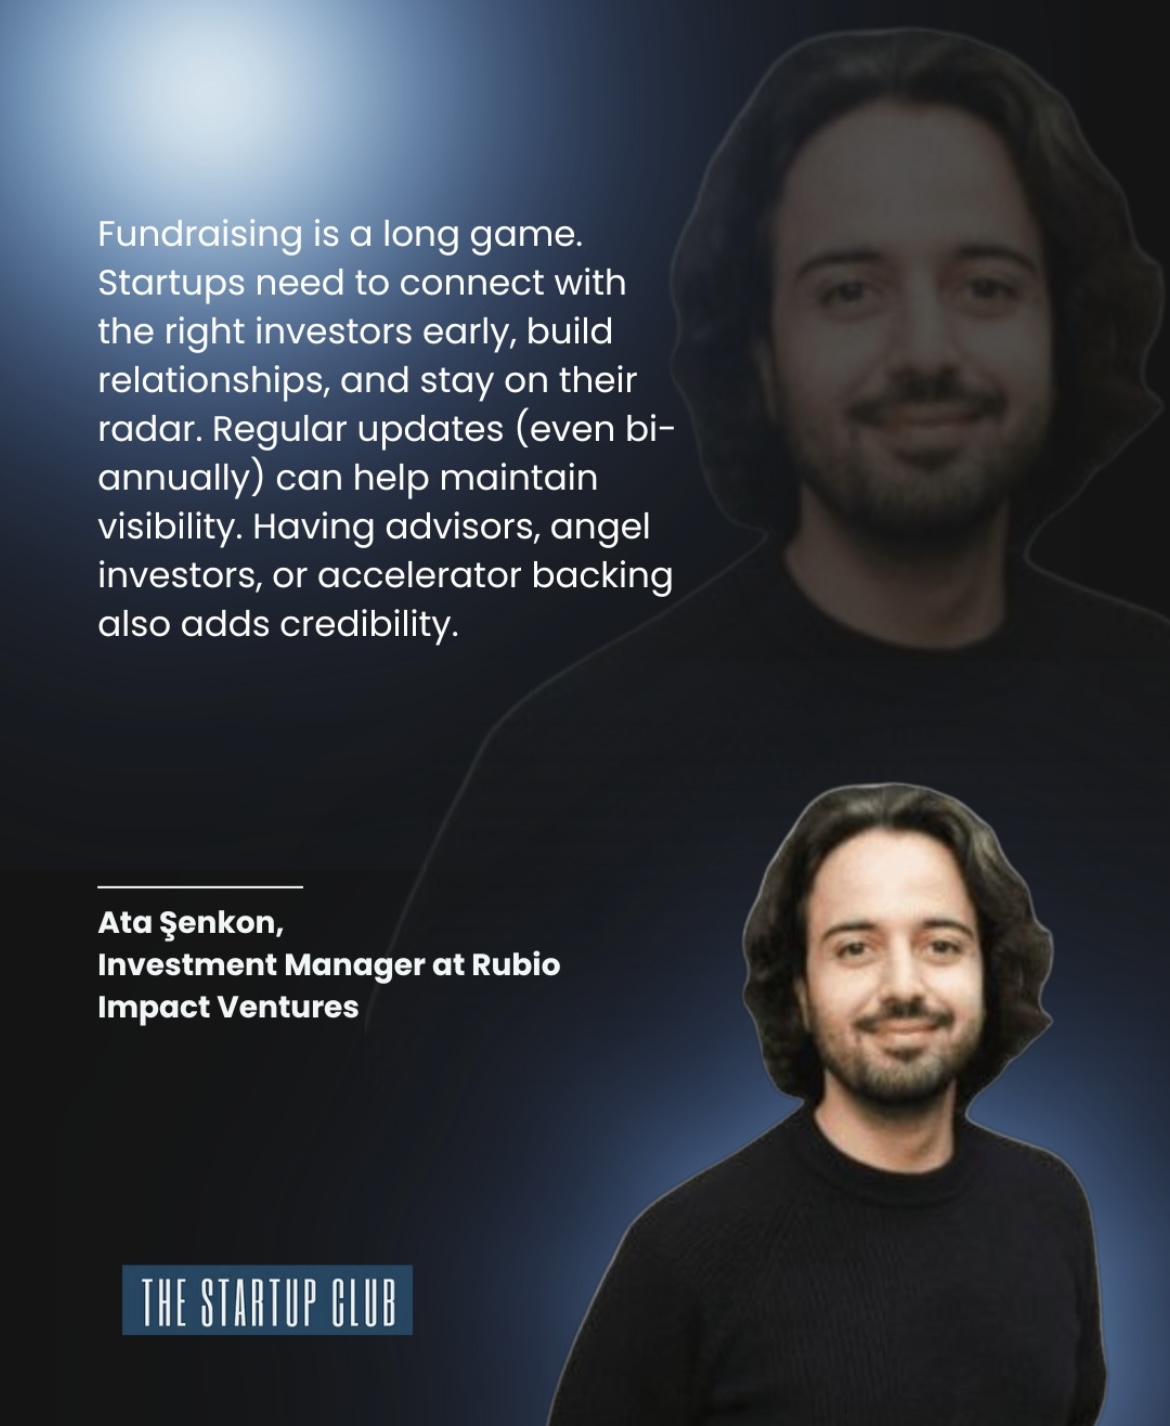 Fundraising is a long game.
Startups need to connect with
the right investors early, build
relationships, and stay on their
radar. Regular updates (even bi-
annually) can help maintain
visibility. Having advisors, angel
investors, or accelerator backing
also adds credibility.
Ata Şenkon,
Investment Manager at Rubio
Impact Ventures
THE STARTUP CLUB